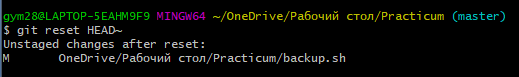 gym28@LAPTOP-5EAHM9F9 MINGW64 ~/OneDrive/Рабочий стол/Practicum (master)
$ git reset HEAD~
Unstaged changes after reset:
M       OneDrive/Рабочий стол/Practicum/backup.sh